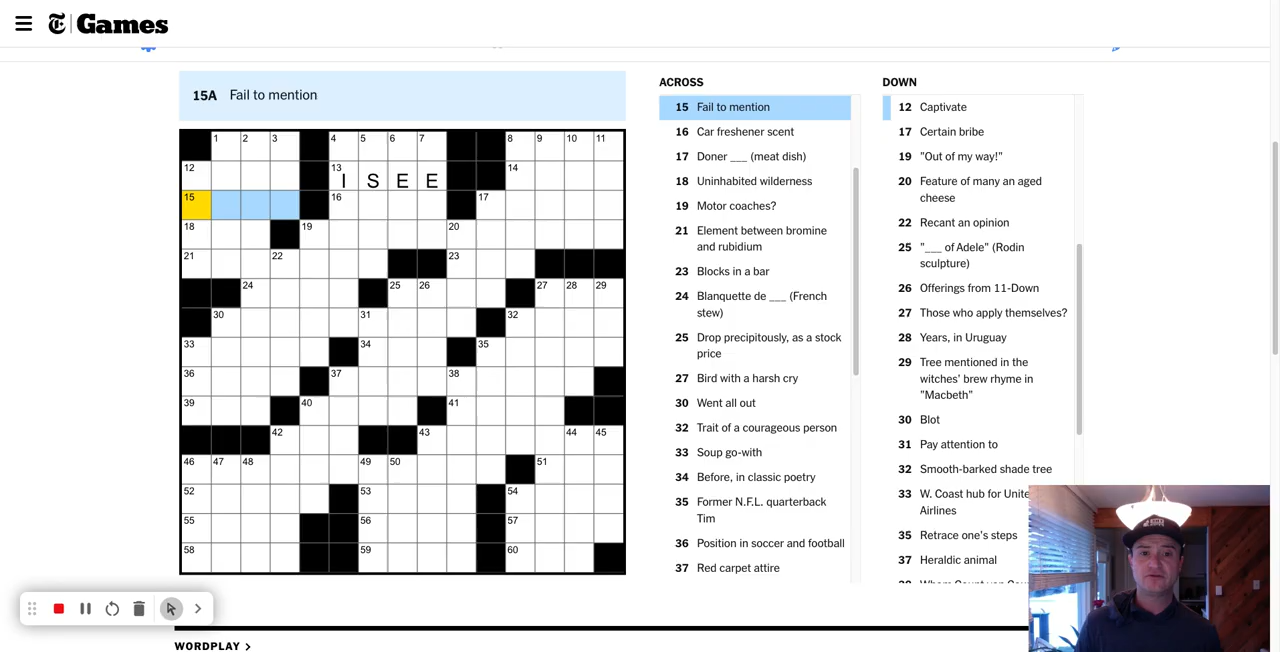 Games
15A Fail to mention
1 2 3 4 5 6 7 8 9 10 11
12 13 14
I S E E
15 16 17
18 19 20
21 22 23
24 25 26 27 28 29
30 31 32
33 34 35
36 37 38
39 40 41
42 43 44 45
46 47 48 49 50 51
52 53 54
55 56 57
58 59 60
ACROSS
15 Fail to mention
16 Car freshener scent
17 Doner ___ (meat dish)
18 Uninhabited wilderness
19 Motor coaches?
21 Element between bromine
and rubidium
23 Blocks in a bar
24 Blanquette de ___ (French
stew)
25 Drop precipitously, as a stock
price
27 Bird with a harsh cry
30 Went all out
32 Trait of a courageous person
33 Soup go-with
34 Before, in classic poetry
35 Former N.F.L. quarterback
Tim
36 Position in soccer and football
37 Red carpet attire
DOWN
12 Captivate
17 Certain bribe
19 "Out of my way!"
20 Feature of many an aged
cheese
22 Recant an opinion
25 "___ of Adele" (Rodin
sculpture)
26 Offerings from 11-Down
27 Those who apply themselves?
28 Years, in Uruguay
29 Tree mentioned in the
witches' brew rhyme in
"Macbeth"
30 Blot
31 Pay attention to
32 Smooth-barked shade tree
33 W. Coast hub for Unite
Airlines
35 Retrace one's steps
37 Heraldic animal
WORDPLAY >